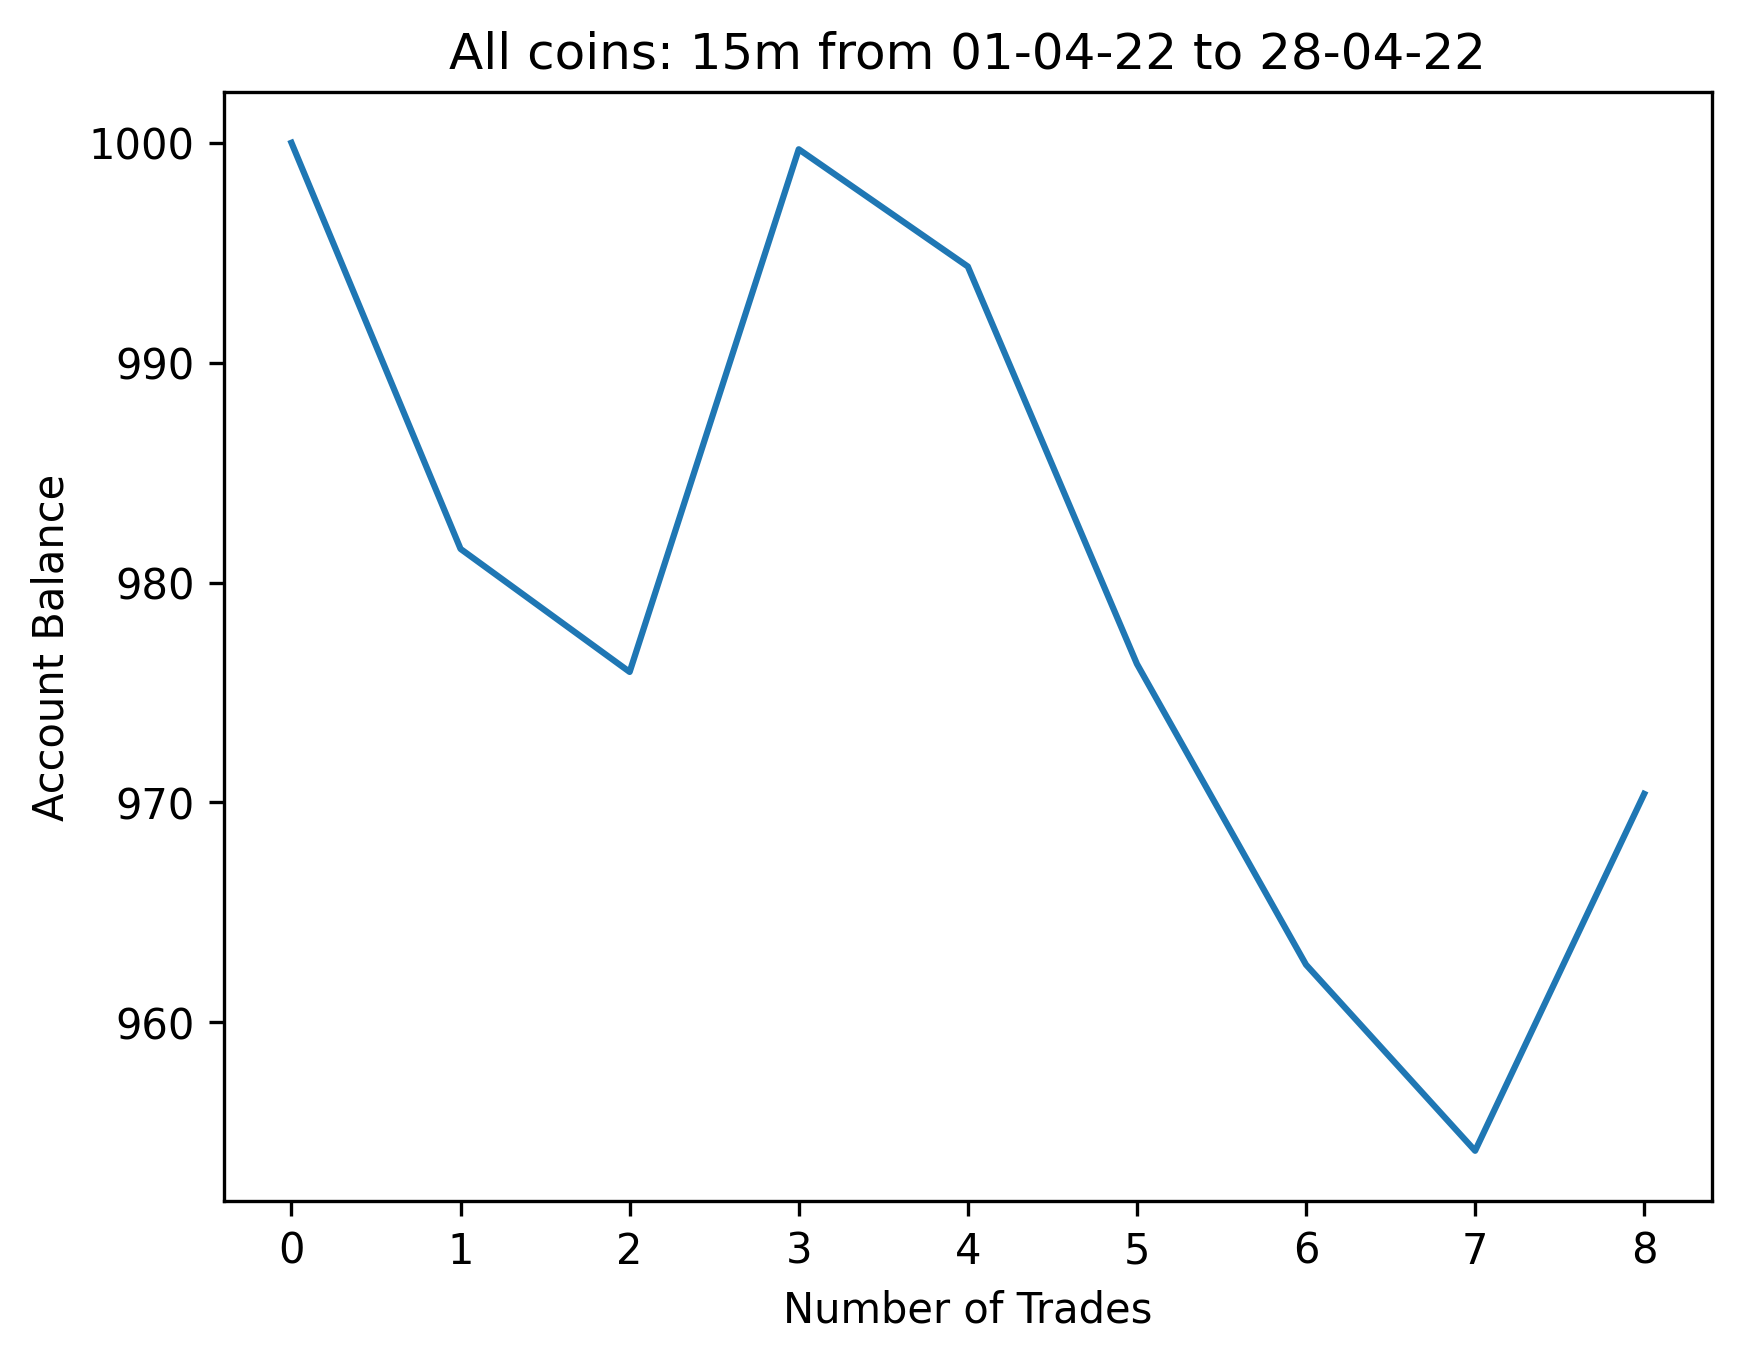 All coins: 15m from 01-04-22 to 28-04-22
1000
990
980
970
960
Account Balance
0 1 2 3 4 5 6 7 8
Number of Trades